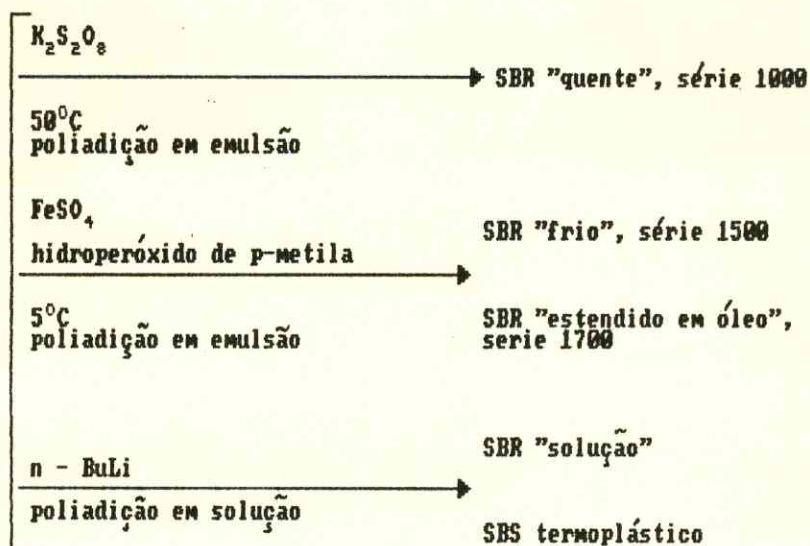 K₂S₂O₈
SBR "quente", série 1000
50°C
poliadição em emulsão
FeSO₄
SBR "frio", série 1500
hidroperóxido de p-metila
5°C
poliadição em emulsão
SBR "estendido em óleo",
serie 1700
SBR "solução"
n - BuLi
poliadição em solução
SBS termoplástico